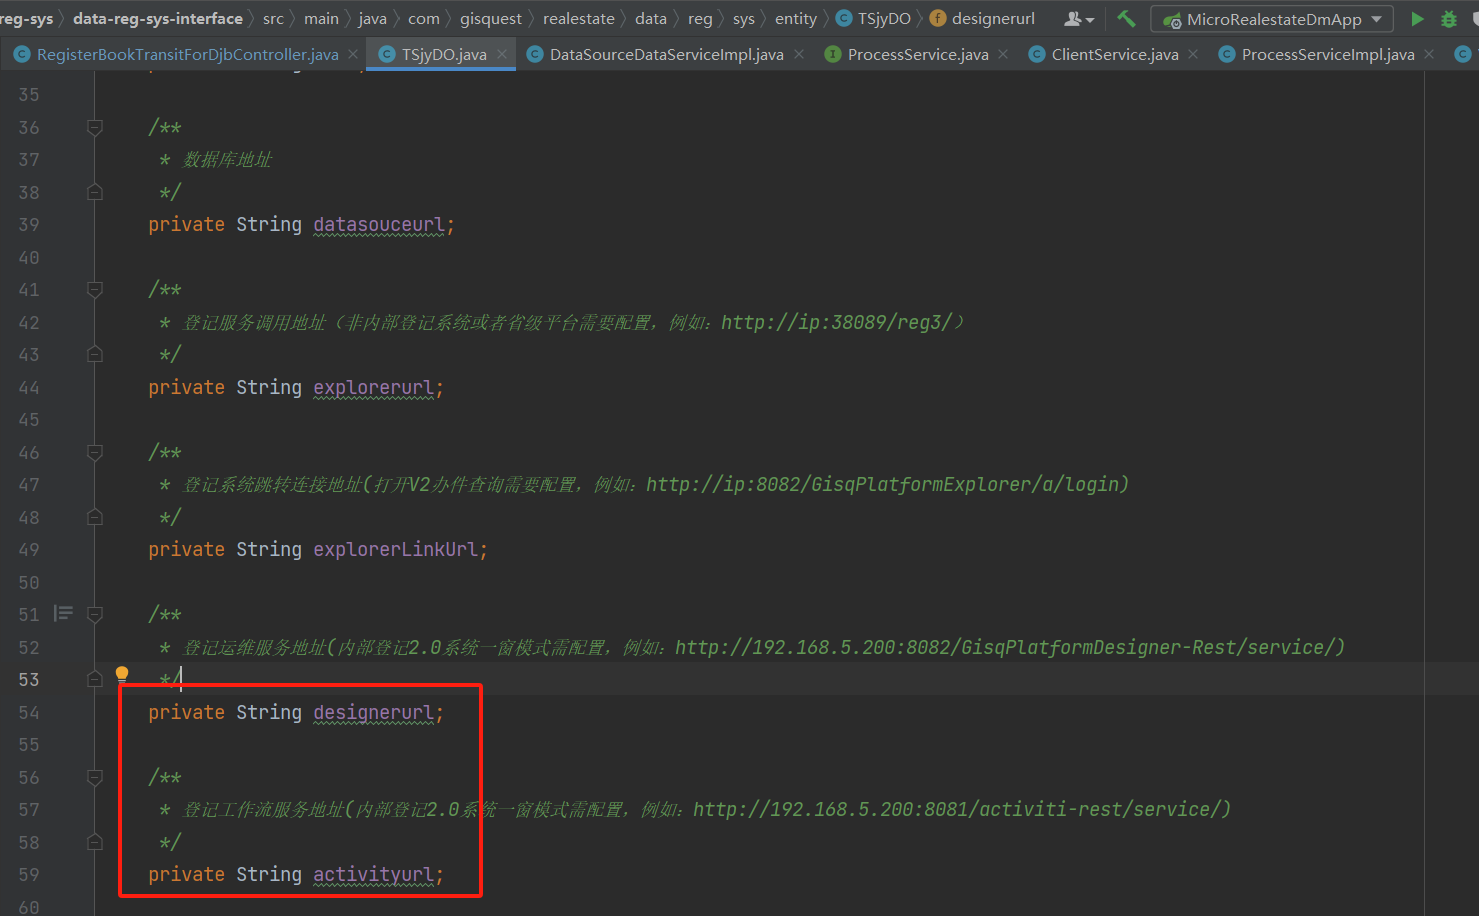 reg-sys 〉 data-reg-sys-interface 〉 src 〉 main 〉 java 〉 com 〉 gisquest 〉 realestate 〉 data 〉 reg 〉 sys 〉 entity 〉 TSjyDO 〉 designerurl MicroRealestateDmApp
RegisterBookTransitForDjbController.java TSjyDO.java DataSourceDataServiceImpl.java ProcessService.java ClientService.java ProcessServiceImpl.java
35
36 /**
37 * 数据库地址
38 */
39 private String datasouceurl;
40
41 /**
42 * 登记服务调用地址（非内部登记系统或者省级平台需要配置，例如：http://ip:38089/reg3/）
43 */
44 private String explorerurl;
45
46 /**
47 * 登记系统跳转连接地址(打开V2办件查询需要配置，例如：http://ip:8082/GisqPlatformExplorer/a/login)
48 */
49 private String explorerLinkUrl;
50
51 /**
52 * 登记运维服务地址(内部登记2.0系统一窗模式需配置，例如：http://192.168.5.200:8082/GisqPlatformDesigner-Rest/service/)
53 */
54 private String designerurl;
55
56 /**
57 * 登记工作流服务地址(内部登记2.0系统一窗模式需配置，例如：http://192.168.5.200:8081/activiti-rest/service/)
58 */
59 private String activityurl;
60